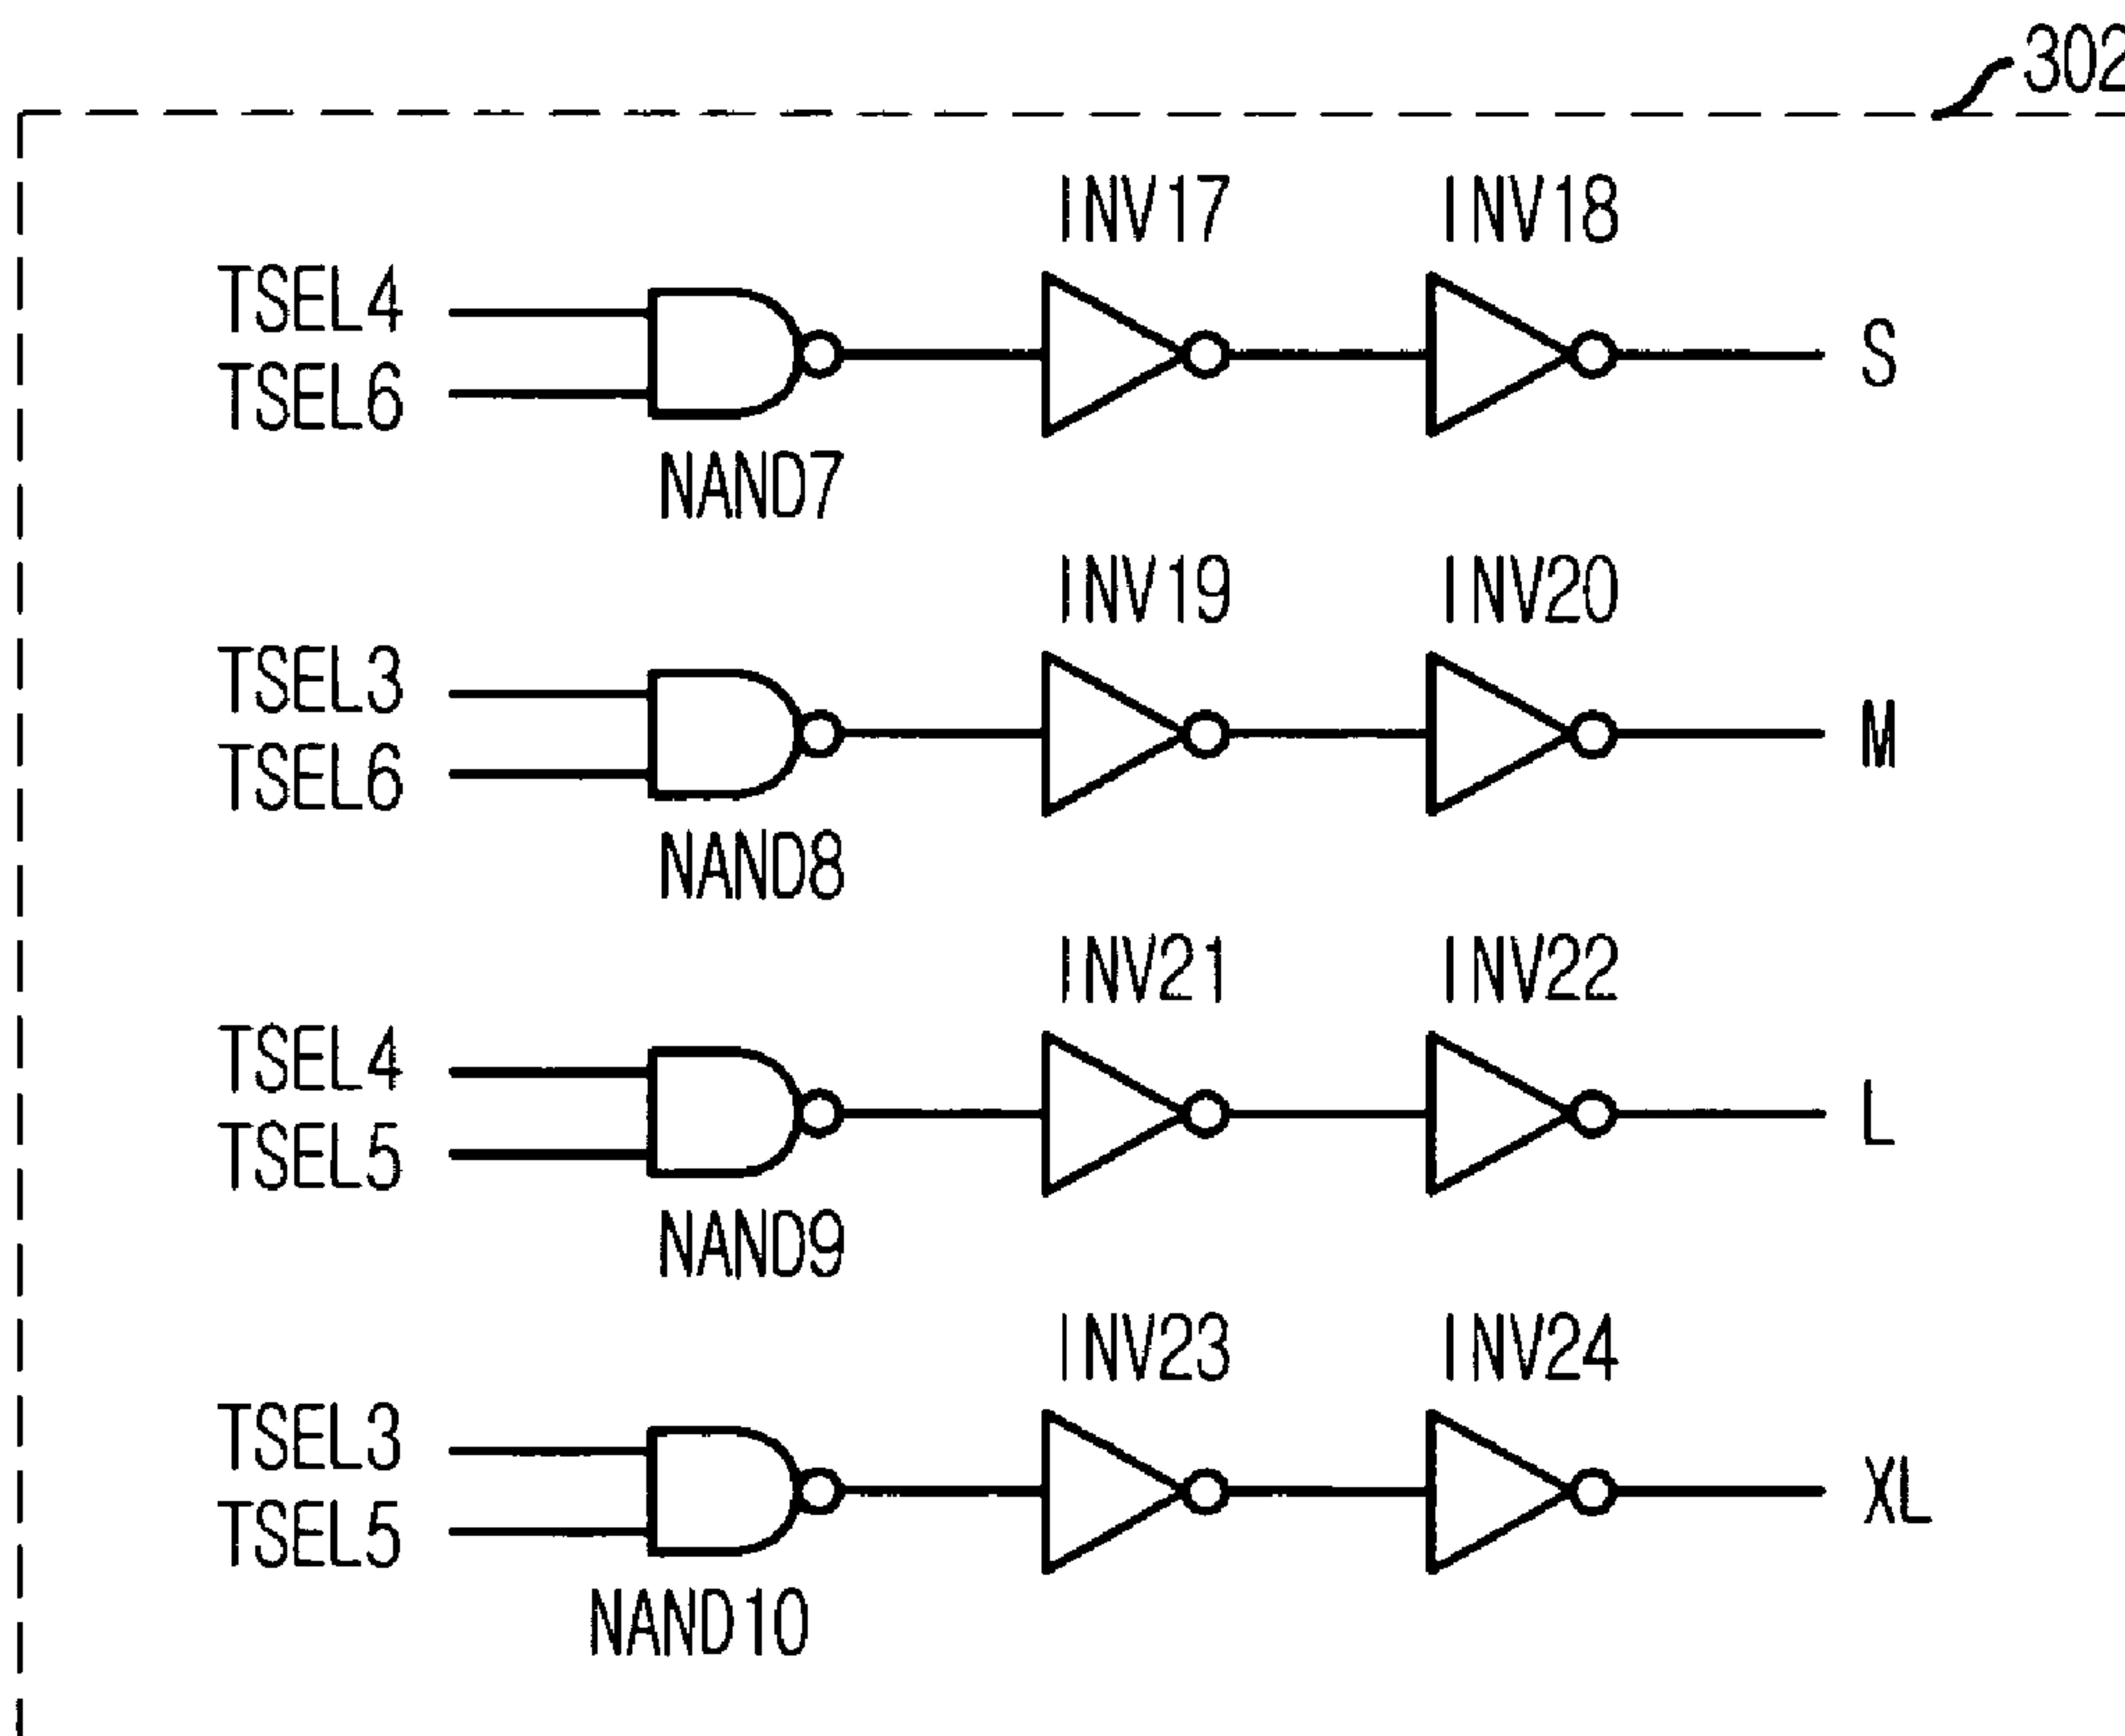 302
INV17 INV18
TSEL4
TSEL6
S
NAND7
INV19 INV20
TSEL3
TSEL6
M
NAND8
INV21 INV22
TSEL4
TSEL5
L
NAND9
INV23 INV24
TSEL3
TSEL5
XL
NAND10